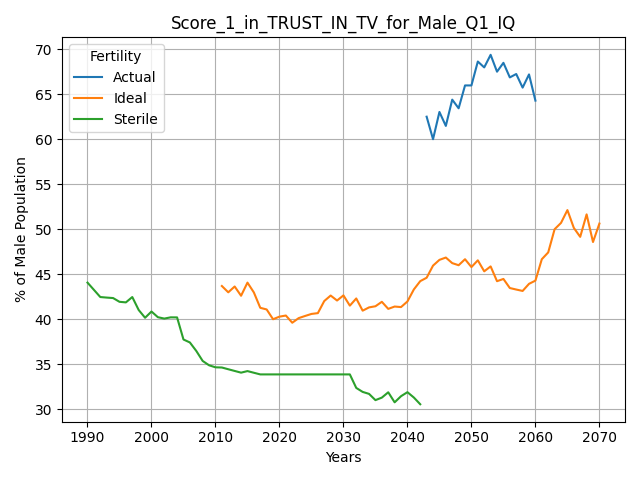 Score_1_in_TRUST_IN_TV_for_Male_Q1_IQ
Fertility
Actual
Ideal
Sterile
% of Male Population
70
65
60
55
50
45
40
35
30
1990 2000 2010 2020 2030 2040 2050 2060 2070
Years